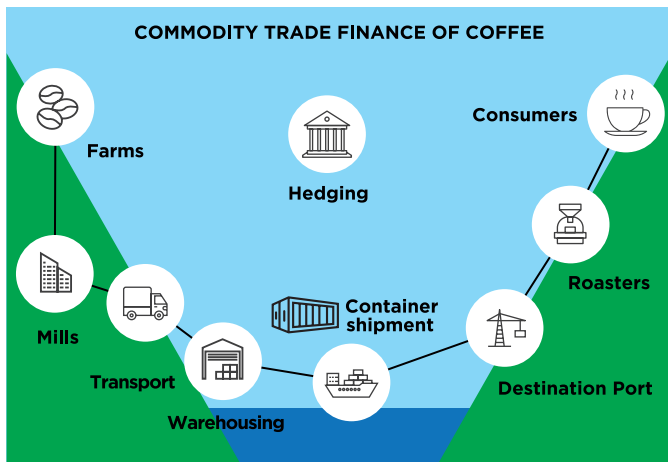 COMMODITY TRADE FINANCE OF COFFEE
Consumers
Farms
Hedging
Roasters
Container
shipment
Mills
Transport
Destination Port
Warehousing